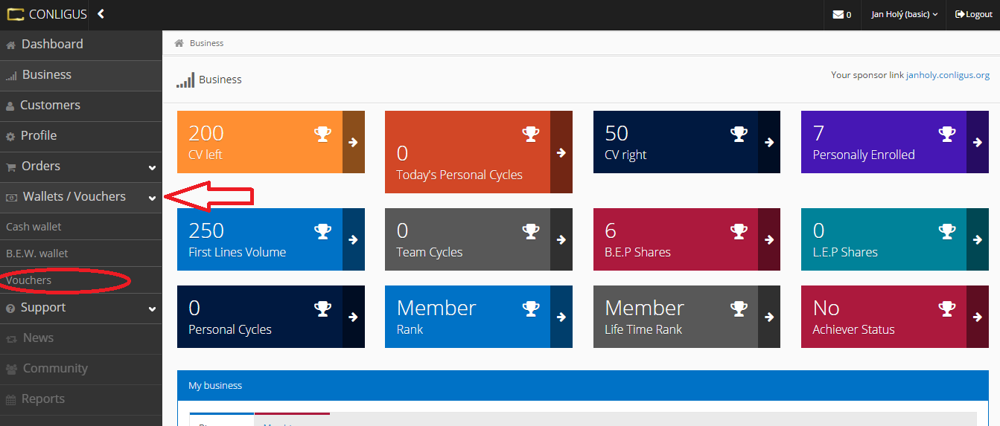 CONLIGUS
0
Jan Holý (basic)
Logout
Dashboard
Business
Customers
Profile
Orders
Wallets / Vouchers
Cash wallet
B.E.W. wallet
Vouchers
Support
News
Community
Reports
Business
Business
Your sponsor link janholy.conligus.org
200
CV left
0
Today's Personal Cycles
50
CV right
7
Personally Enrolled
250
First Lines Volume
0
Team Cycles
6
B.E.P Shares
0
L.E.P Shares
0
Personal Cycles
Member
Rank
Member
Life Time Rank
No
Achiever Status
My business